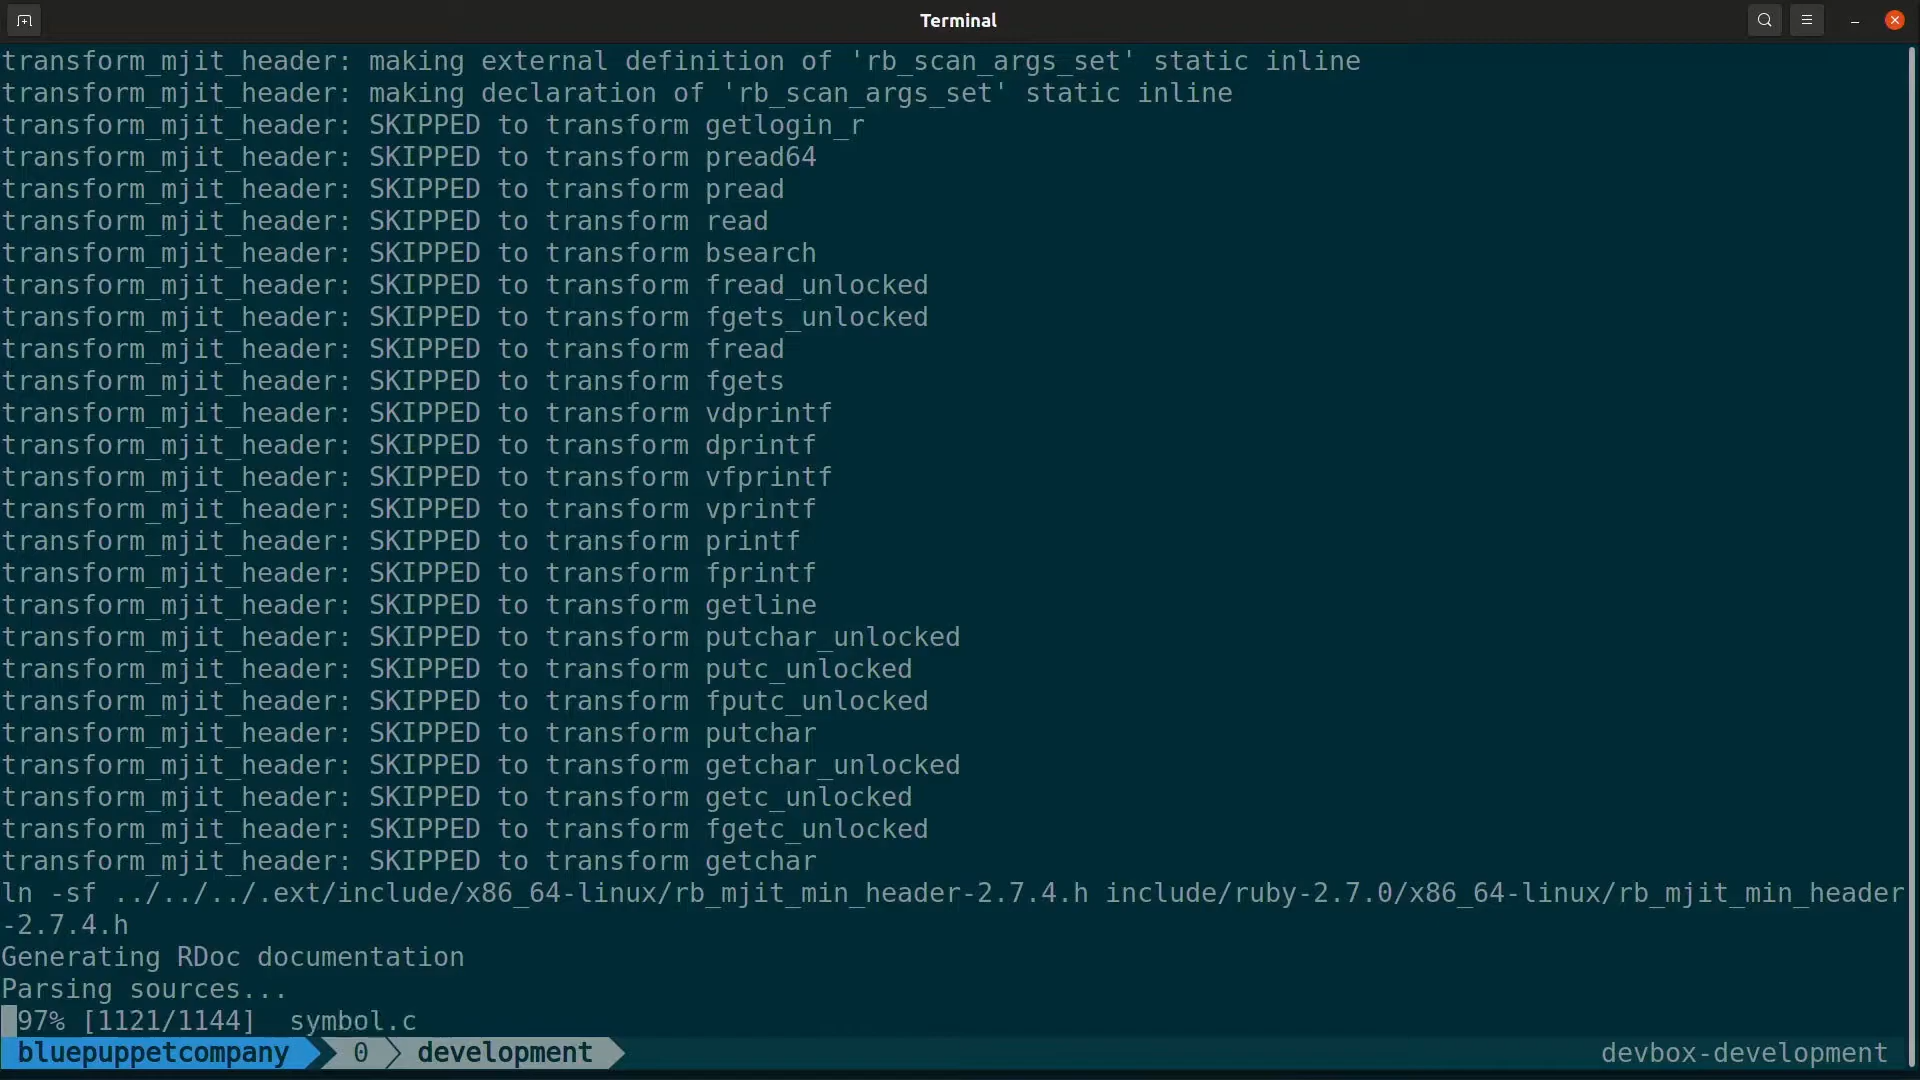 Terminal
transform_mjit_header: making external definition of 'rb_scan_args_set' static inline
transform_mjit_header: making declaration of 'rb_scan_args_set' static inline
transform_mjit_header: SKIPPED to transform getlogin_r
transform_mjit_header: SKIPPED to transform pread64
transform_mjit_header: SKIPPED to transform pread
transform_mjit_header: SKIPPED to transform read
transform_mjit_header: SKIPPED to transform bsearch
transform_mjit_header: SKIPPED to transform fread_unlocked
transform_mjit_header: SKIPPED to transform fgets_unlocked
transform_mjit_header: SKIPPED to transform fread
transform_mjit_header: SKIPPED to transform fgets
transform_mjit_header: SKIPPED to transform vdprintf
transform_mjit_header: SKIPPED to transform dprintf
transform_mjit_header: SKIPPED to transform vfprintf
transform_mjit_header: SKIPPED to transform vprintf
transform_mjit_header: SKIPPED to transform printf
transform_mjit_header: SKIPPED to transform fprintf
transform_mjit_header: SKIPPED to transform getline
transform_mjit_header: SKIPPED to transform putchar_unlocked
transform_mjit_header: SKIPPED to transform putc_unlocked
transform_mjit_header: SKIPPED to transform fputc_unlocked
transform_mjit_header: SKIPPED to transform putchar
transform_mjit_header: SKIPPED to transform getchar_unlocked
transform_mjit_header: SKIPPED to transform getc_unlocked
transform_mjit_header: SKIPPED to transform fgetc_unlocked
transform_mjit_header: SKIPPED to transform getchar
ln -sf ../../../.ext/include/x86_64-linux/rb_mjit_min_header-2.7.4.h include/ruby-2.7.0/x86_64-linux/rb_mjit_min_header
-2.7.4.h
Generating RDoc documentation
Parsing sources...
97% [1121/1144]  symbol.c
bluepuppetcompany 0 development devbox-development